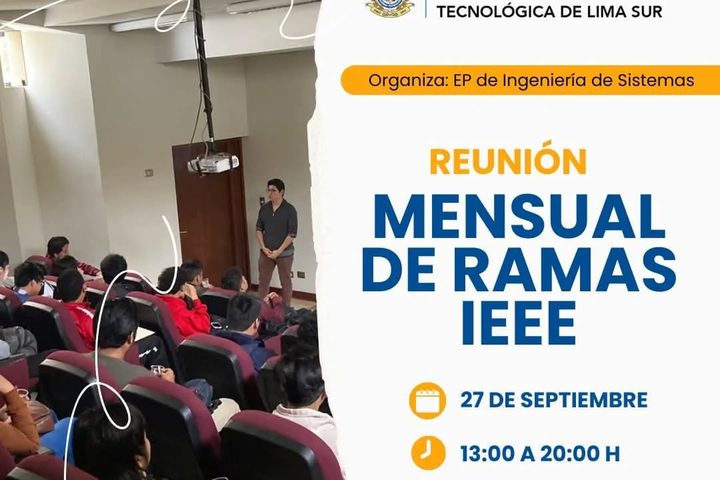 TECNOLÓGICA DE LIMA SUR
Organiza: EP de Ingeniería de Sistemas
REUNIÓN
MENSUAL
DE RAMAS
IEEE
27 DE SEPTIEMBRE
13:00 A 20:00 H